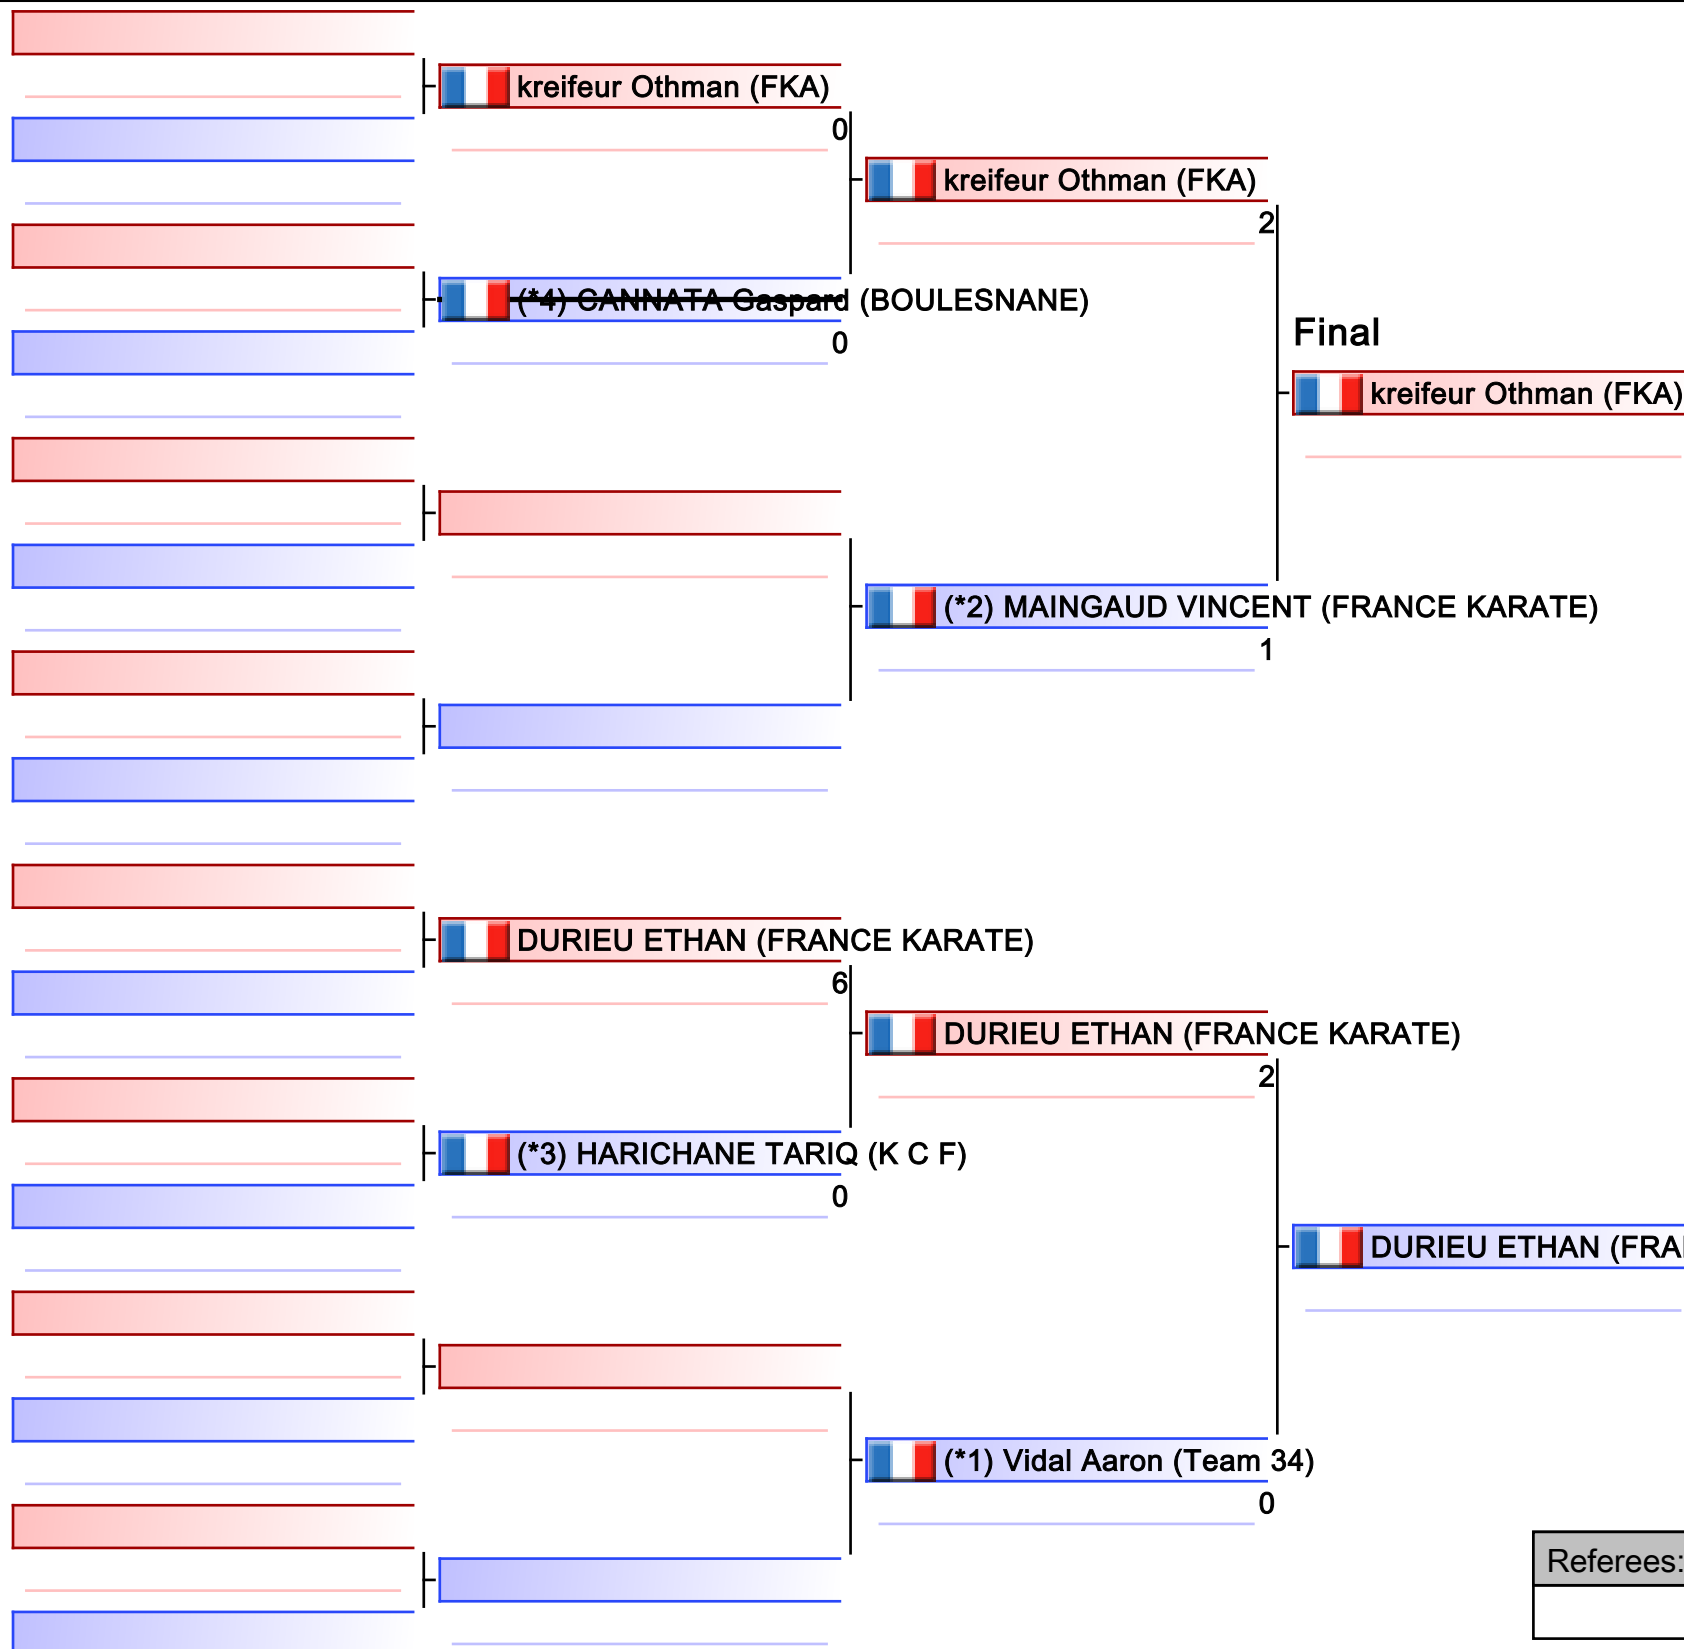 kreifeur Othman (FKA)
0
kreifeur Othman (FKA)
2
(*4) CANNATA Gaspard (BOULESNANE)
0
Final
kreifeur Othman (FKA)
(*2) MAINGAUD VINCENT (FRANCE KARATE)
1
DURIEU ETHAN (FRANCE KARATE)
6
DURIEU ETHAN (FRANCE KARATE)
2
(*3) HARICHANE TARIQ (K C F)
0
DURIEU ETHAN (FRA
(*1) Vidal Aaron (Team 34)
0
Referees: